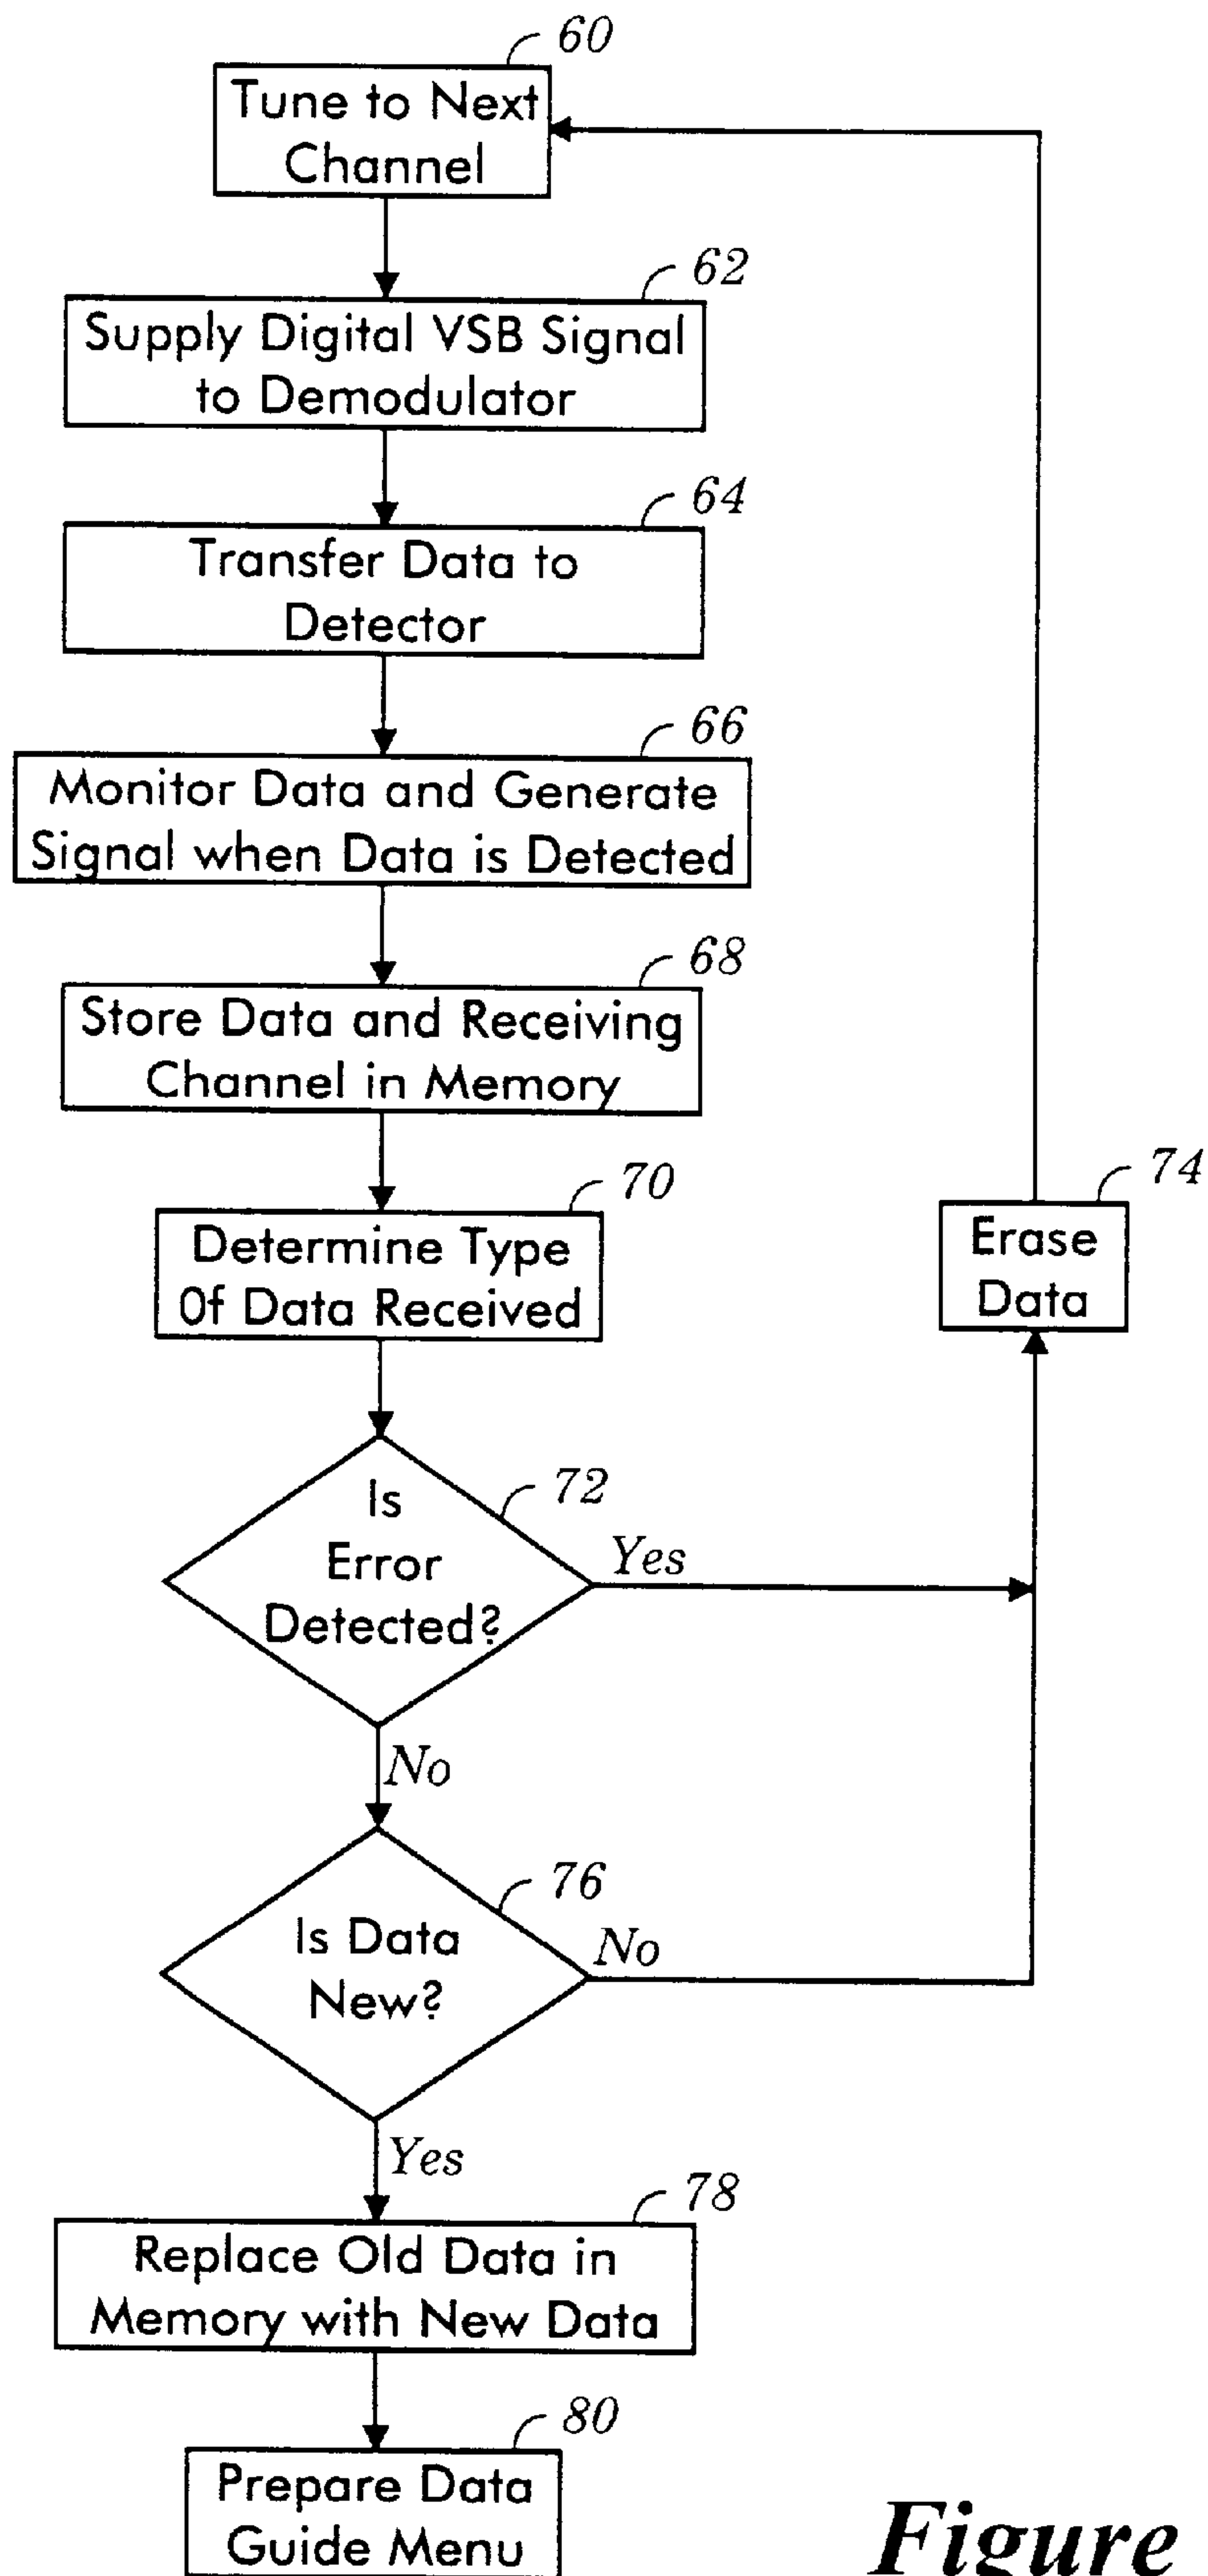 60
Tune to Next
Channel
62
Supply Digital VSB Signal
to Demodulator
64
Transfer Data to
Detector
66
Monitor Data and Generate
Signal when Data is Detected
68
Store Data and Receiving
Channel in Memory
70
Determine Type
Of Data Received
74
Erase
Data
72
Is
Error
Detected?
Yes
No
76
Is Data
New?
No
Yes
78
Replace Old Data in
Memory with New Data
80
Prepare Data
Guide Menu
Figure